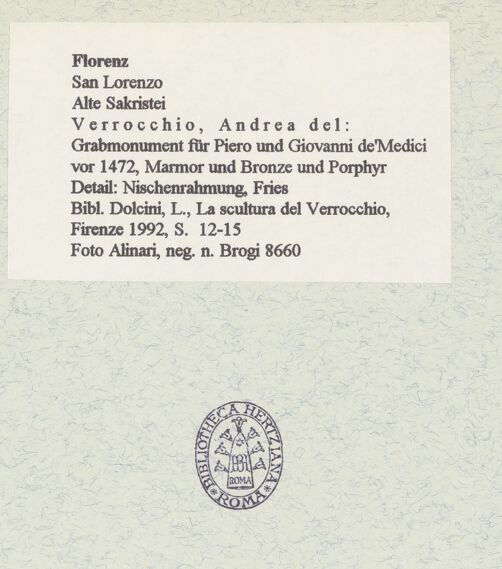 Florenz
San Lorenzo
Alte Sakristei
Verrocchio, Andrea del:
Grabmonument für Piero und Giovanni de'Medici
vor 1472, Marmor und Bronze und Porphyr
Detail: Nischenrahmung, Fries
Bibl. Dolcini, L., La scultura del Verrocchio,
Firenze 1992, S. 12-15
Foto Alinari, neg. n. Brogi 8660
BIBLIOTHECA HERTZIANA
BH
ROMA
ROMA